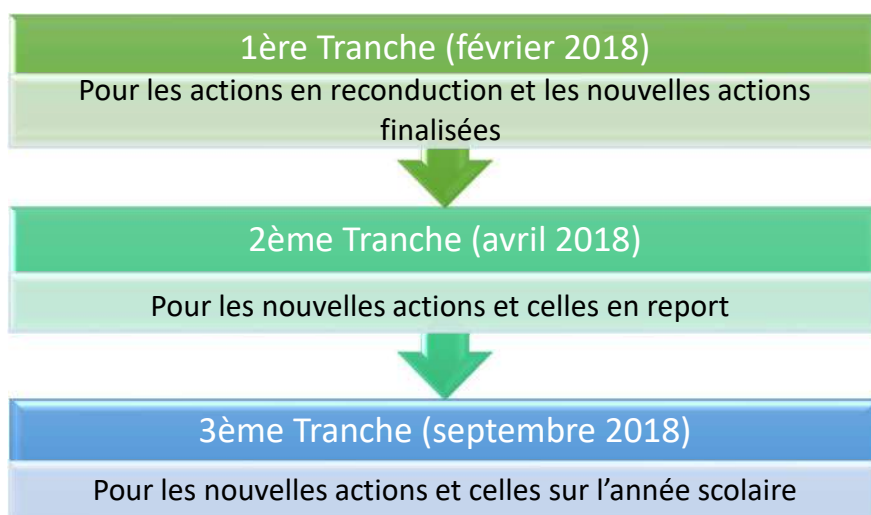 1ère Tranche (février 2018)
Pour les actions en reconduction et les nouvelles actions
finalisées
2ème Tranche (avril 2018)
Pour les nouvelles actions et celles en report
3ème Tranche (septembre 2018)
Pour les nouvelles actions et celles sur l’année scolaire